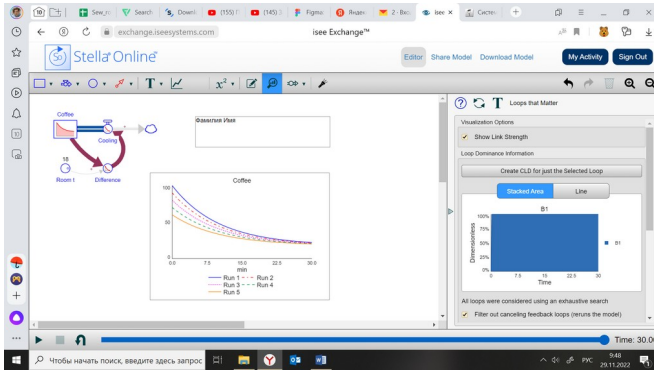 10
Sew_ro
Search
Downlo
(155) П
(145) З
Figma:
Яндек
2 - Вхо
isee
Систем
exchange.iseesystems.com
isee Exchange™
Stella Online
Editor
Share Model
Download Model
My Activity
Sign Out
T
x²
Loops that Matter
Visualization Options
Show Link Strength
Loop Dominance Information
Create CLD for just the Selected Loop
Stacked Area
Line
B1
100%
75%
50%
25%
0%
Dimensionless
0 7.5 15 22.5 30
Time
B1
All loops were considered using an exhaustive search
Filter out canceling feedback loops (reruns the model)
Coffee
Cooling
18
Room t
Difference
Фамилия Имя
Coffee
100
50
0
0.0 7.5 15.0 22.5 30.0
min
Run 1 Run 2
Run 3 Run 4
Run 5
Time: 30.0
Чтобы начать поиск, введите здесь запрос
РУС
9:48
29.11.2022